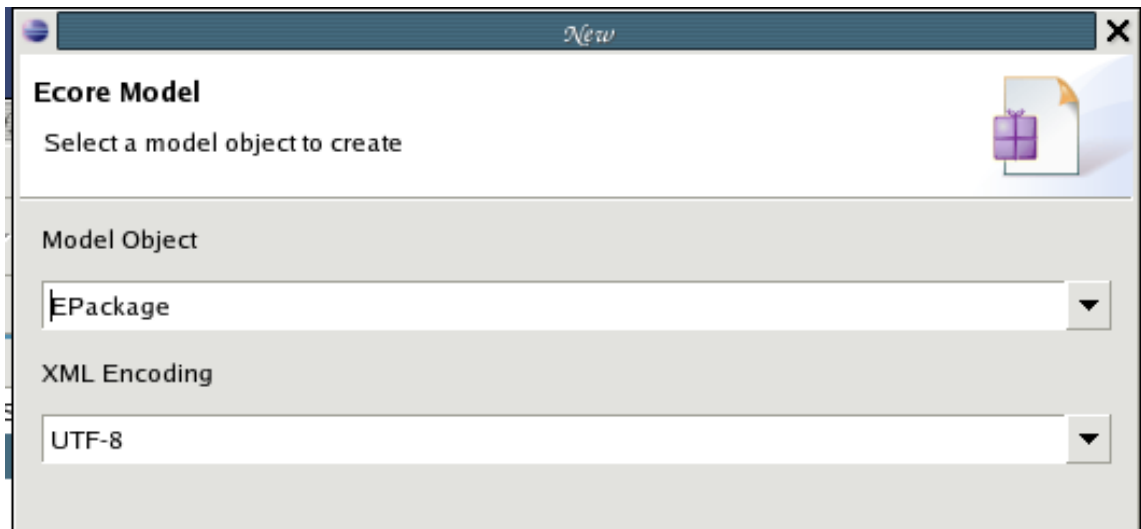 New
Ecore Model
Select a model object to create
Model Object
EPackage
XML Encoding
UTF-8